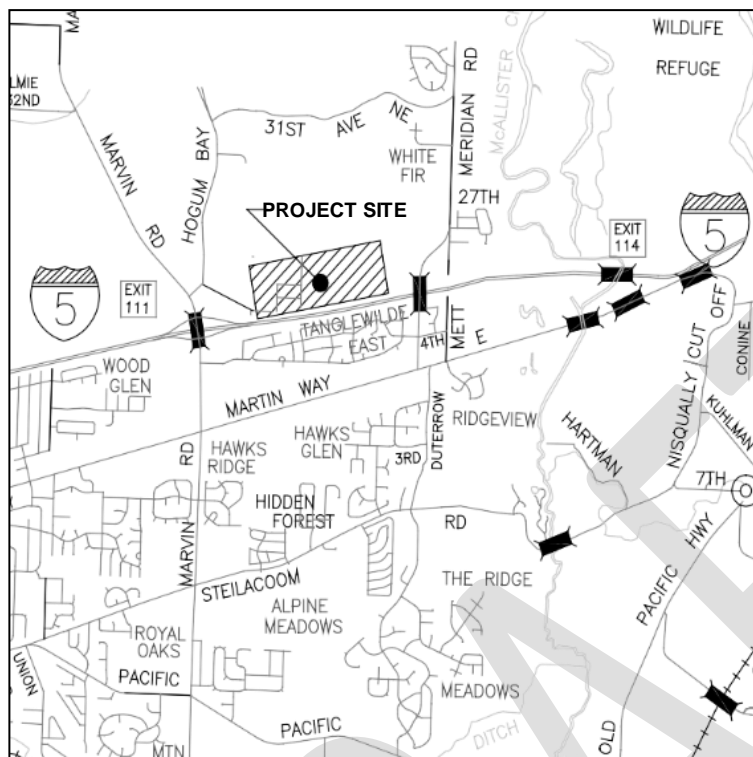 MA
WILDLIFE
REFUGE
LMIE
32ND
MARVIN RD
HOGUM BAY
31ST AVE NE
WHITE
FIR
MERIDIAN RD
McALLISTER
27TH
PROJECT SITE
EXIT
114
5
5
EXIT
111
TANGLEWILDE
EAST
4TH
METT
E
NISQUALLY CUT OFF
CONINE
WOOD
GLEN
MARTIN WAY
RIDGEVIEW
DUTERROW
HARTMAN
KUHLMAN
HAWKS
RIDGE
HAWKS
GLEN
3RD
7TH
MARVIN RD
HIDDEN
FOREST
STEILACOOM RD
THE RIDGE
OLD PACIFIC HWY
ALPINE
MEADOWS
ROYAL
OAKS
UNION
PACIFIC
MEADOWS
PACIFIC
DITCH
MTN